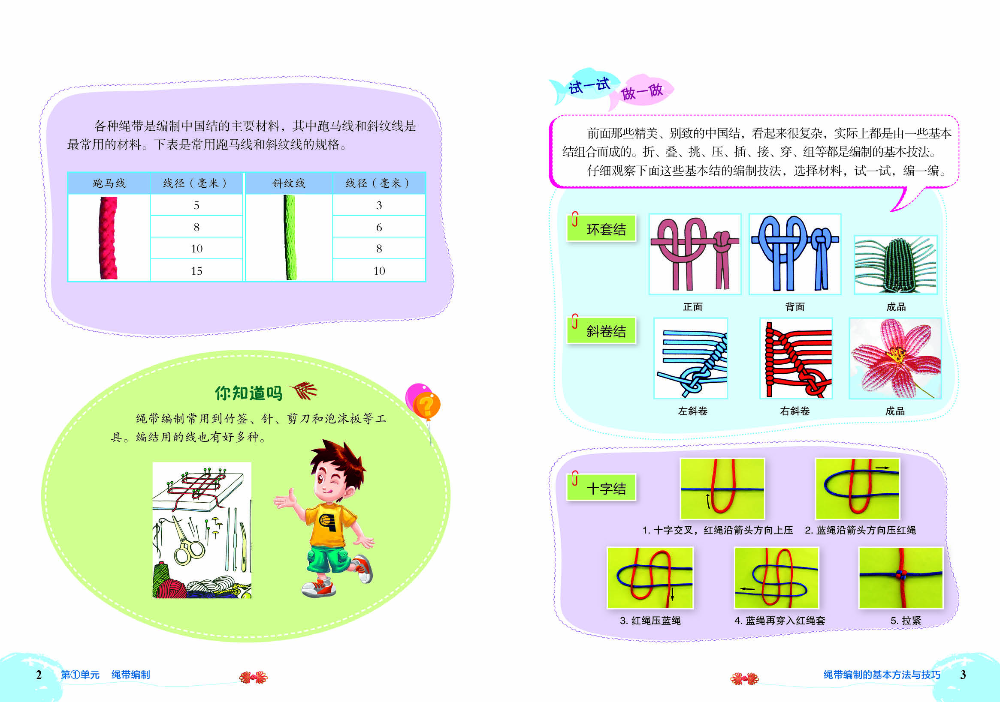 各种绳带是编制中国结的主要材料，其中跑马线和斜纹线是
最常用的材料。下表是常用跑马线和斜纹线的规格。
跑马线 线径（毫米） 斜纹线 线径（毫米）
5 3
8 6
10 8
15 10
你知道吗
绳带编制常用到竹签、针、剪刀和泡沫板等工
具。编结用的线也有好多种。
2 第①单元 绳带编制
试一试 做一做
前面那些精美、别致的中国结，看起来很复杂，实际上都是由一些基本
结组合而成的。折、叠、挑、压、插、接、穿、组等都是编制的基本技法。
仔细观察下面这些基本结的编制技法，选择材料，试一试，编一编。
环套结
正面 背面 成品
斜卷结
左斜卷 右斜卷 成品
十字结
1. 十字交叉，红绳沿箭头方向上压 2. 蓝绳沿箭头方向压红绳
3. 红绳压蓝绳 4. 蓝绳再穿入红绳套 5. 拉紧
绳带编制的基本方法与技巧 3